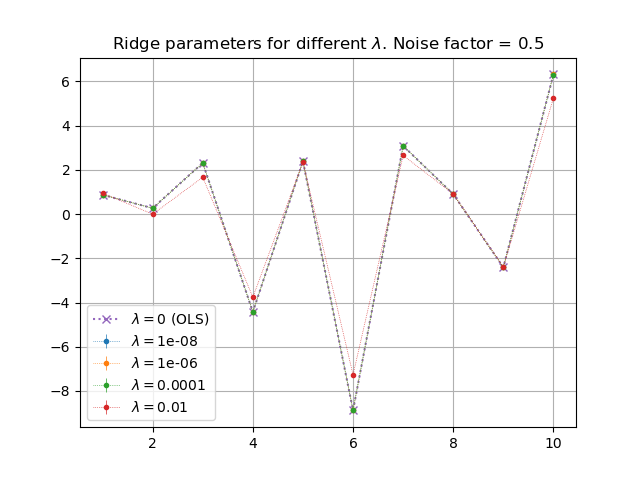 Ridge parameters for different λ. Noise factor = 0.5
6
4
2
0
−2
−4
−6
−8
λ = 0 (OLS)
λ = 1e-08
λ = 1e-06
λ = 0.0001
λ = 0.01
2 4 6 8 10